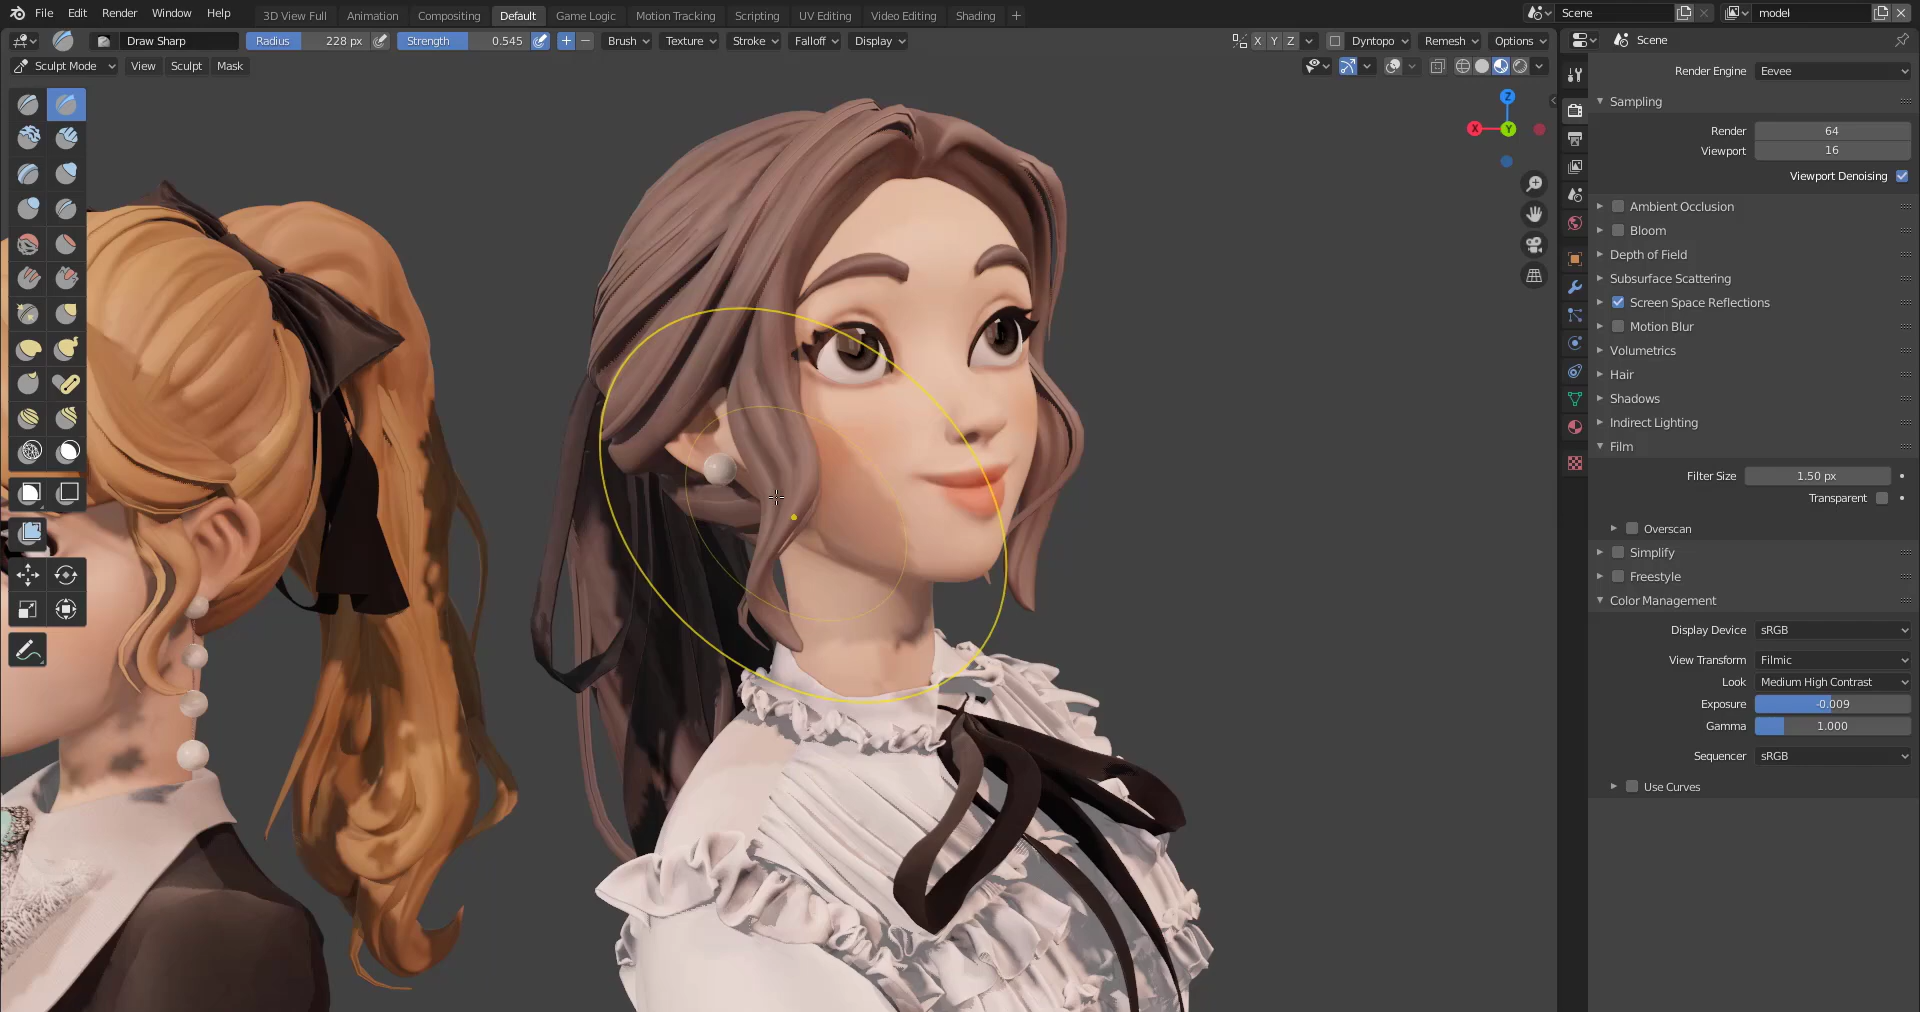 File Edit Render Window Help 3D View Full Animation Compositing Default Game Logic Motion Tracking Scripting UV Editing Video Editing Shading + Scene model
Draw Sharp Radius 228 px Strength 0.545 + − Brush Texture Stroke Falloff Display X Y Z Dyntopo Remesh Options Scene
Sculpt Mode View Sculpt Mask
Render Engine Eevee
Sampling
Render 64
Viewport 16
Viewport Denoising
Ambient Occlusion
Bloom
Depth of Field
Subsurface Scattering
Screen Space Reflections
Motion Blur
Volumetrics
Hair
Shadows
Indirect Lighting
Film
Filter Size 1.50 px
Transparent
Overscan
Simplify
Freestyle
Color Management
Display Device sRGB
View Transform Filmic
Look Medium High Contrast
Exposure -0.009
Gamma 1.000
Sequencer sRGB
Use Curves
Z
X Y